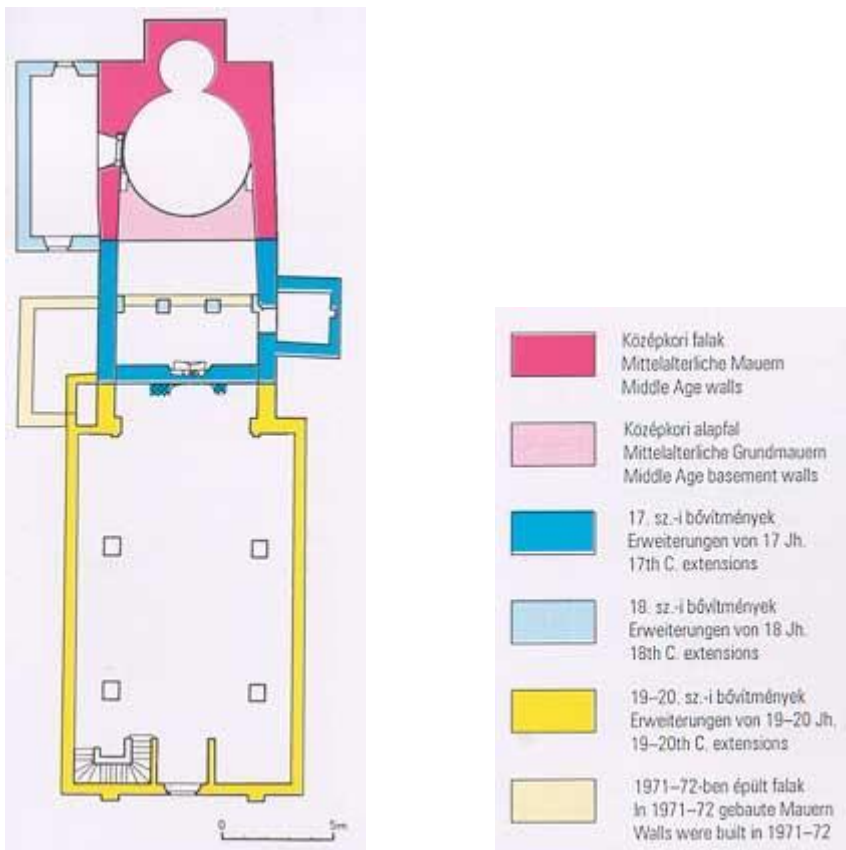 0
5m
Középkori falak
Mittelalterliche Mauern
Middle Age walls
Középkori alapfal
Mittelalterliche Grundmauern
Middle Age basement walls
17. sz.-i bővítmények
Erweiterungen von 17 Jh.
17th C. extensions
18. sz.-i bővítmények
Erweiterungen von 18 Jh.
18th C. extensions
19–20. sz.-i bővítmények
Erweiterungen von 19–20 Jh.
19–20th C. extensions
1971–72-ben épült falak
In 1971–72 gebaute Mauern
Walls were built in 1971–72